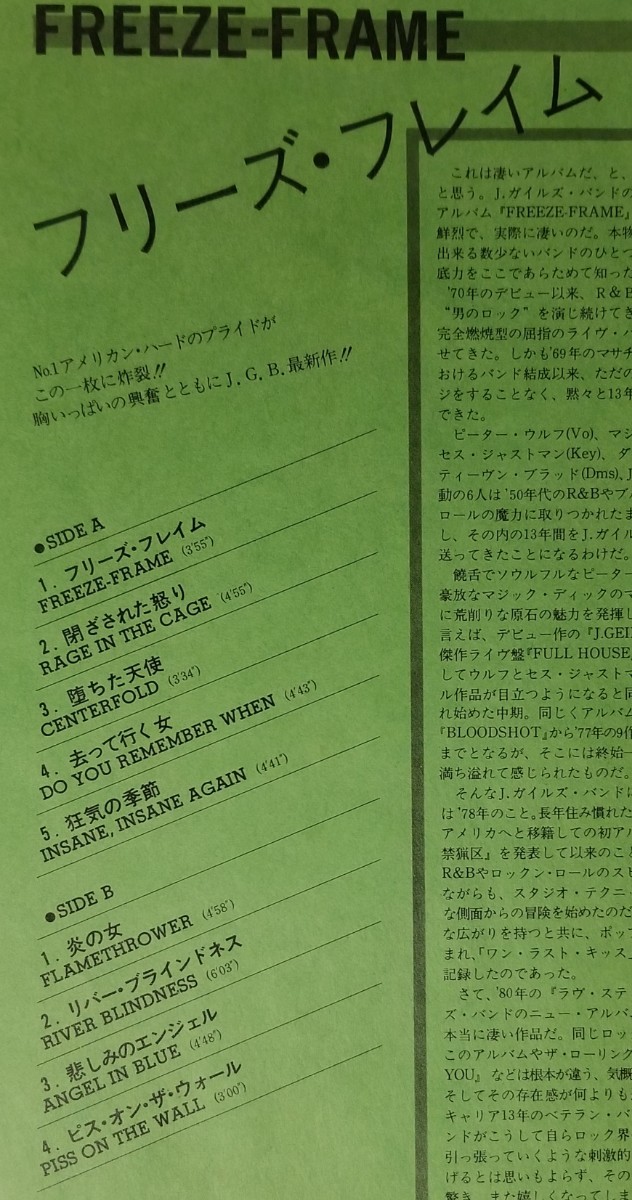 FREEZE-FRAME
フリーズ・フレイム
No.1アメリカン・ハードのプライドが
この一枚に炸裂!!
胸いっぱいの興奮とともにJ.G.B.最新作!!
●SIDE A
1. フリーズ・フレイム
FREEZE-FRAME (3'55")
2. 閉ざされた怒り
RAGE IN THE CAGE (4'55")
3. 堕ちた天使
CENTERFOLD (3'34")
4. 去って行く女
DO YOU REMEMBER WHEN (4'43")
5. 狂気の季節
INSANE, INSANE AGAIN (4'41")
●SIDE B
1. 炎の女
FLAMETHROWER (4'58")
2. リバー・ブラインドネス
RIVER BLINDNESS (6'03")
3. 悲しみのエンジェル
ANGEL IN BLUE (4'48")
4. ピス・オン・ザ・ウォール
PISS ON THE WALL (3'00")
これは凄いアルバムだ、と、
と思う。J.ガイルズ・バンドの
アルバム『FREEZE-FRAME』
鮮烈で、実際に凄いのだ。本物
出来る数少ないバンドのひとつ
底力をここであらためて知った
'70年のデビュー以来、R&B
“男のロック”を演じ続けてき
完全燃焼型の屈指のライヴ・バ
せてきた。しかも'69年のマサチ
おけるバンド結成以来、ただの
ジをすることなく、黙々と13年
できた。
ピーター・ウルフ(Vo)、マジ
セス・ジャストマン(Key)、ダ
ティーヴン・ブラッド(Dms)、J
動の6人は'50年代のR&Bやブル
ロールの魔力に取りつかれたま
し、その内の13年間をJ.ガイル
送ってきたことになるわけだ。
饒舌でソウルフルなピーター
豪放なマジック・ディックのマ
に荒削りな原石の魅力を発揮し
言えば、デビュー作の『J.GEI
傑作ライヴ盤『FULL HOUSE』
してウルフとセス・ジャストマ
ル作品が目立つようになると同
れ始めた中期。同じくアルバム
『BLOODSHOT』から'77年の9作
までとなるが、そこには終始一
満ち溢れて感じられたものだ。
そんなJ.ガイルズ・バンドに
は'78年のこと。長年住み慣れた
アメリカへと移籍しての初アル
禁猟区』を発表して以来のこと
R&Bやロックン・ロールのスピ
ながらも、スタジオ・テクニッ
な側面からの冒険を始めたのだ
な広がりを持つと共に、ポップ
まれ、「ワン・ラスト・キッス」
記録したのであった。
さて、'80年の『ラヴ・ステ
ズ・バンドのニュー・アルバム
本当に凄い作品だ。同じロッ
このアルバムやザ・ローリング
YOU』などは根本が違う、気概
そしてその存在感が何よりも
キャリア13年のベテラン・バ
ンドがこうして自らロック界
引っ張っていくような刺激的
げるとは思いもよらず、その
驚き、また嬉しくなってしま